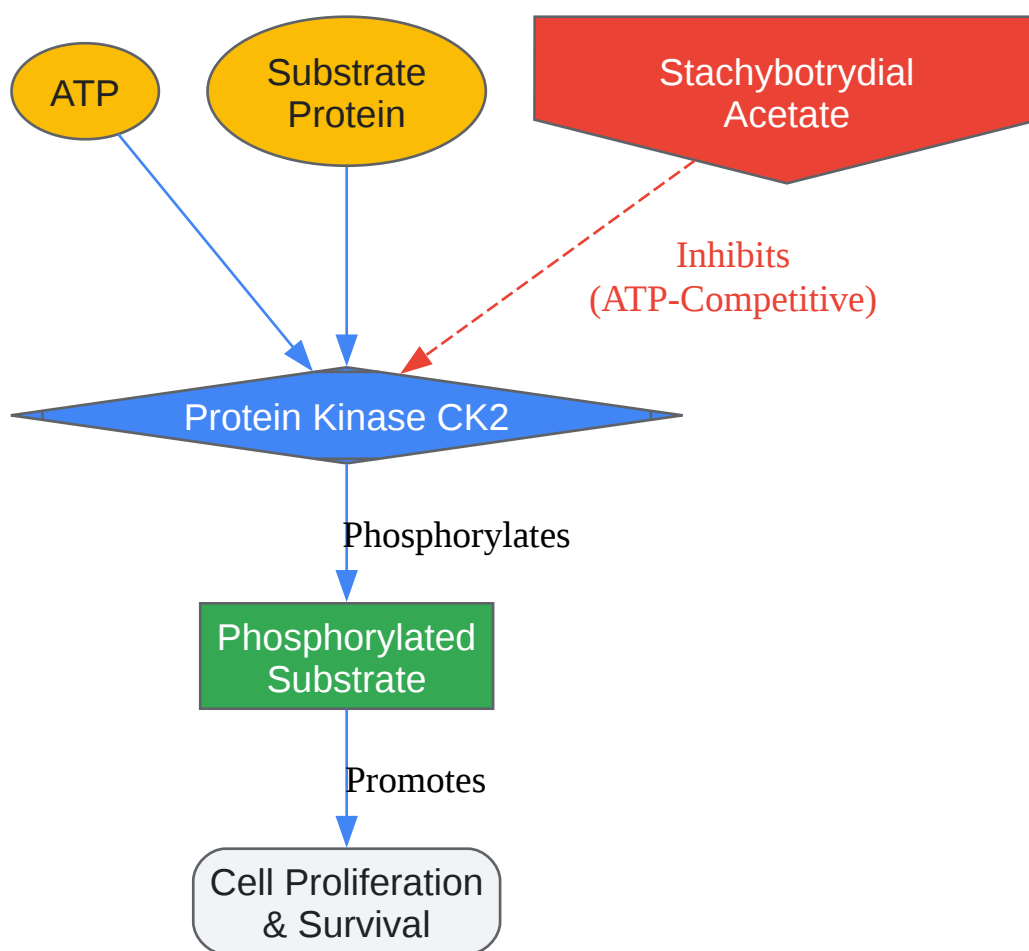 ATP
Substrate
Protein
Stachybotrydial
Acetate
Inhibits
(ATP-Competitive)
Protein Kinase CK2
Phosphorylates
Phosphorylated
Substrate
Promotes
Cell Proliferation
& Survival